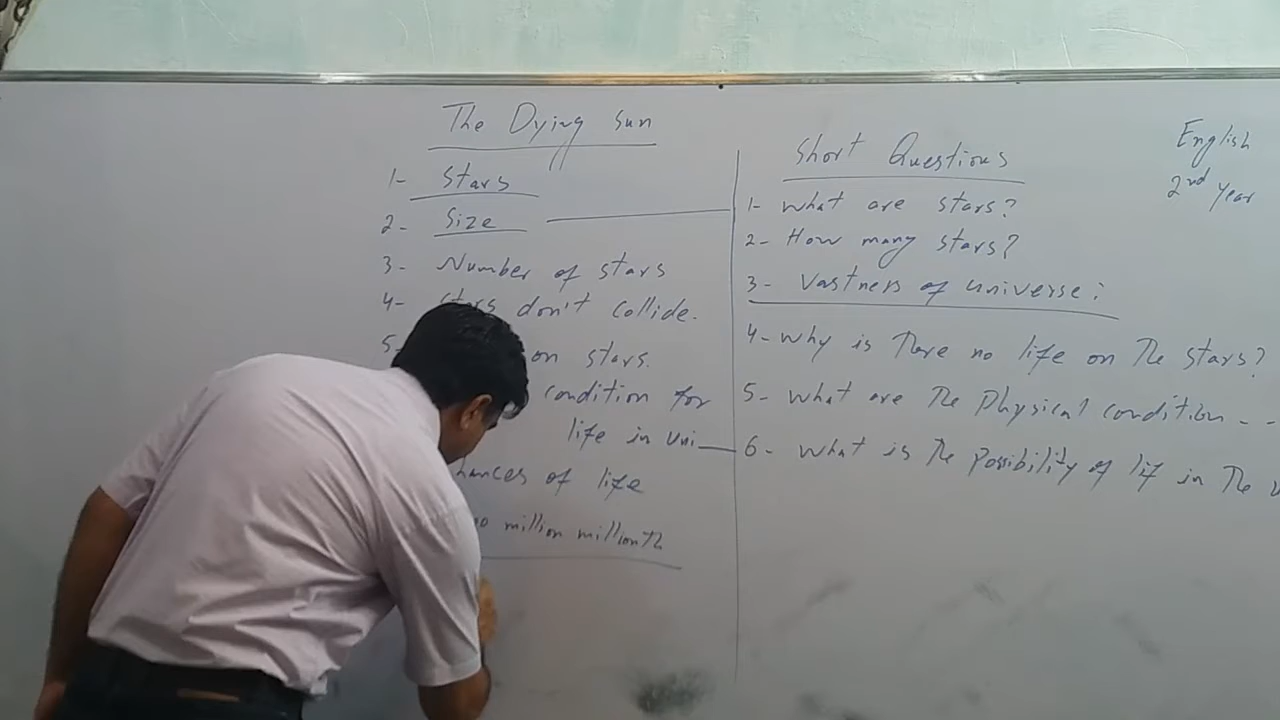 The Dying Sun
1- Stars
2- Size
3- Number of stars
4- Stars don't collide.
5- on stars.
condition for
life in uni
hances of life
million millionth
Short Questions
1- What are stars?
2- How many stars?
3- Vastness of universe:
4- Why is there no life on the stars?
5- What are the Physical condition - -
6- What is the Possibility of lif in the
English
2nd Year